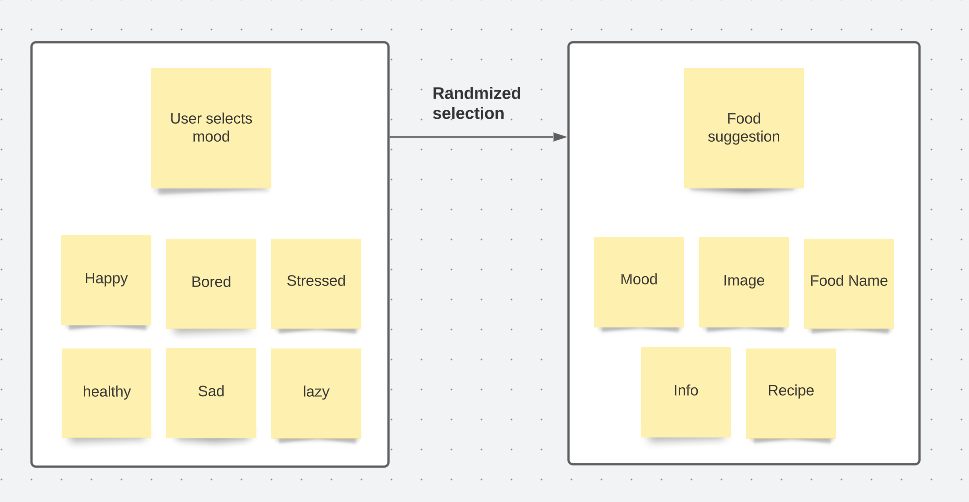 User selects
mood
Happy
Bored
Stressed
healthy
Sad
lazy
Randmized
selection
Food
suggestion
Mood
Image
Food Name
Info
Recipe